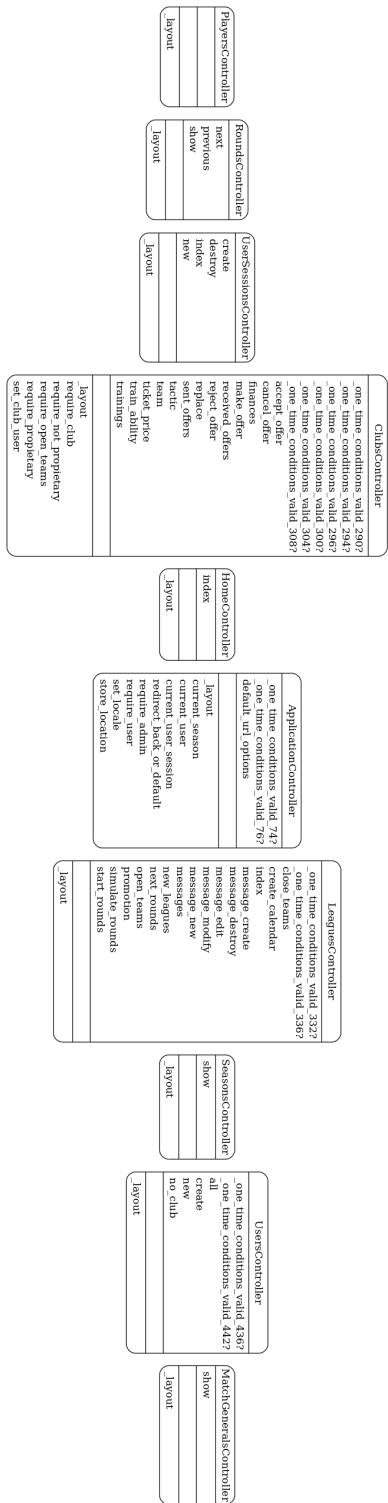 PlayersController
_layout
RoundsController
next
previous
show
_layout
UserSessionsController
create
destroy
index
new
_layout
ClubsController
_one_time_conditions_valid_290?
_one_time_conditions_valid_294?
_one_time_conditions_valid_296?
_one_time_conditions_valid_300?
_one_time_conditions_valid_304?
_one_time_conditions_valid_308?
accept_offer
cancel_offer
finances
make_offer
received_offers
reject_offer
replace
sent_offers
tactic
team
ticket_price
train_ability
trainings
_layout
require_club
require_not_propietary
require_open_teams
require_propietary
set_club_user
HomeController
index
_layout
ApplicationController
_one_time_conditions_valid_74?
_one_time_conditions_valid_76?
default_url_options
_layout
current_season
current_user
current_user_session
redirect_back_or_default
require_admin
require_user
set_locale
store_location
LeaguesController
_one_time_conditions_valid_332?
_one_time_conditions_valid_336?
close_teams
create_calendar
index
message_create
message_destroy
message_edit
message_modify
message_new
messages
new_leagues
next_rounds
open_teams
promotion
simulate_rounds
start_rounds
_layout
SeasonsController
show
_layout
UsersController
_one_time_conditions_valid_436?
_one_time_conditions_valid_442?
all
create
new
no_club
_layout
MatchGeneralsController
show
_layout